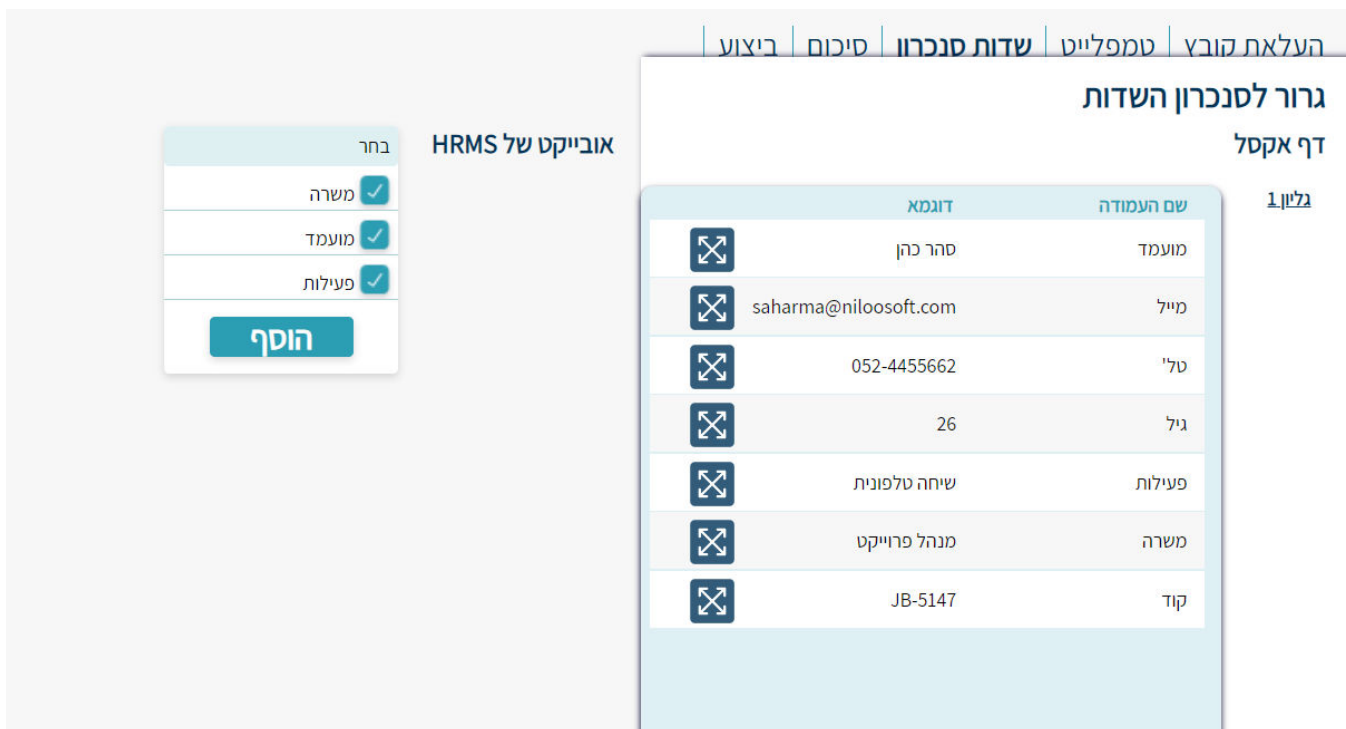 העלאת קובץ | טמפלייט | שדות סנכרון | סיכום | ביצוע
גרור לסנכרון השדות
דף אקסל
אובייקט של HRMS
בחר
משרה
מועמד
פעילות
הוסף
גליון 1
שם העמודה דוגמא
מועמד סהר כהן
מייל saharma@niloosoft.com
טל' 052-4455662
גיל 26
פעילות שיחה טלפונית
משרה מנהל פרוייקט
קוד JB-5147